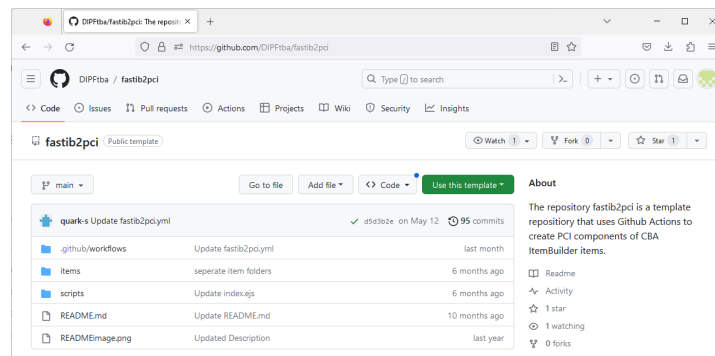 DIPFtba/fastib2pci: The reposito
https://github.com/DIPFtba/fastib2pci
DIPFtba / fastib2pci
Type / to search
Code Issues Pull requests Actions Projects Wiki Security Insights
fastib2pci Public template
Watch 1 Fork 0 Star 1
main Go to file Add file Code Use this template
About
quark-s Update fastib2pci.yml d5d3b2e on May 12 95 commits
The repository fastib2pci is a template
repositiory that uses Github Actions to
create PCI components of CBA
ItemBuilder items.
.github/workflows Update fastib2pci.yml last month
items seperate item folders 6 months ago
scripts Update index.ejs 6 months ago
README.md Update README.md 10 months ago
READMEimage.png Updated Description last year
Readme
Activity
1 star
1 watching
0 forks